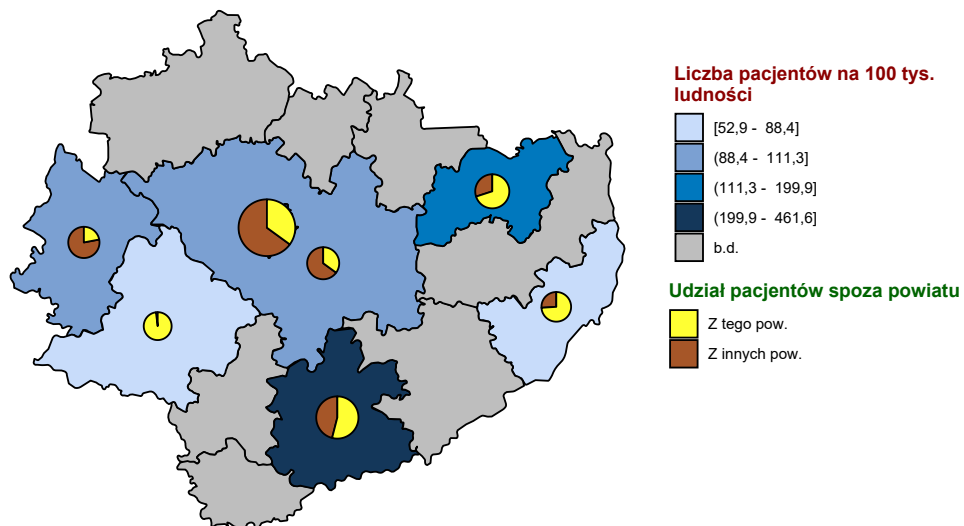 Liczba pacjentów na 100 tys.
ludności
[52,9 - 88,4]
(88,4 - 111,3]
(111,3 - 199,9]
(199,9 - 461,6]
b.d.
Udział pacjentów spoza powiatu
Z tego pow.
Z innych pow.